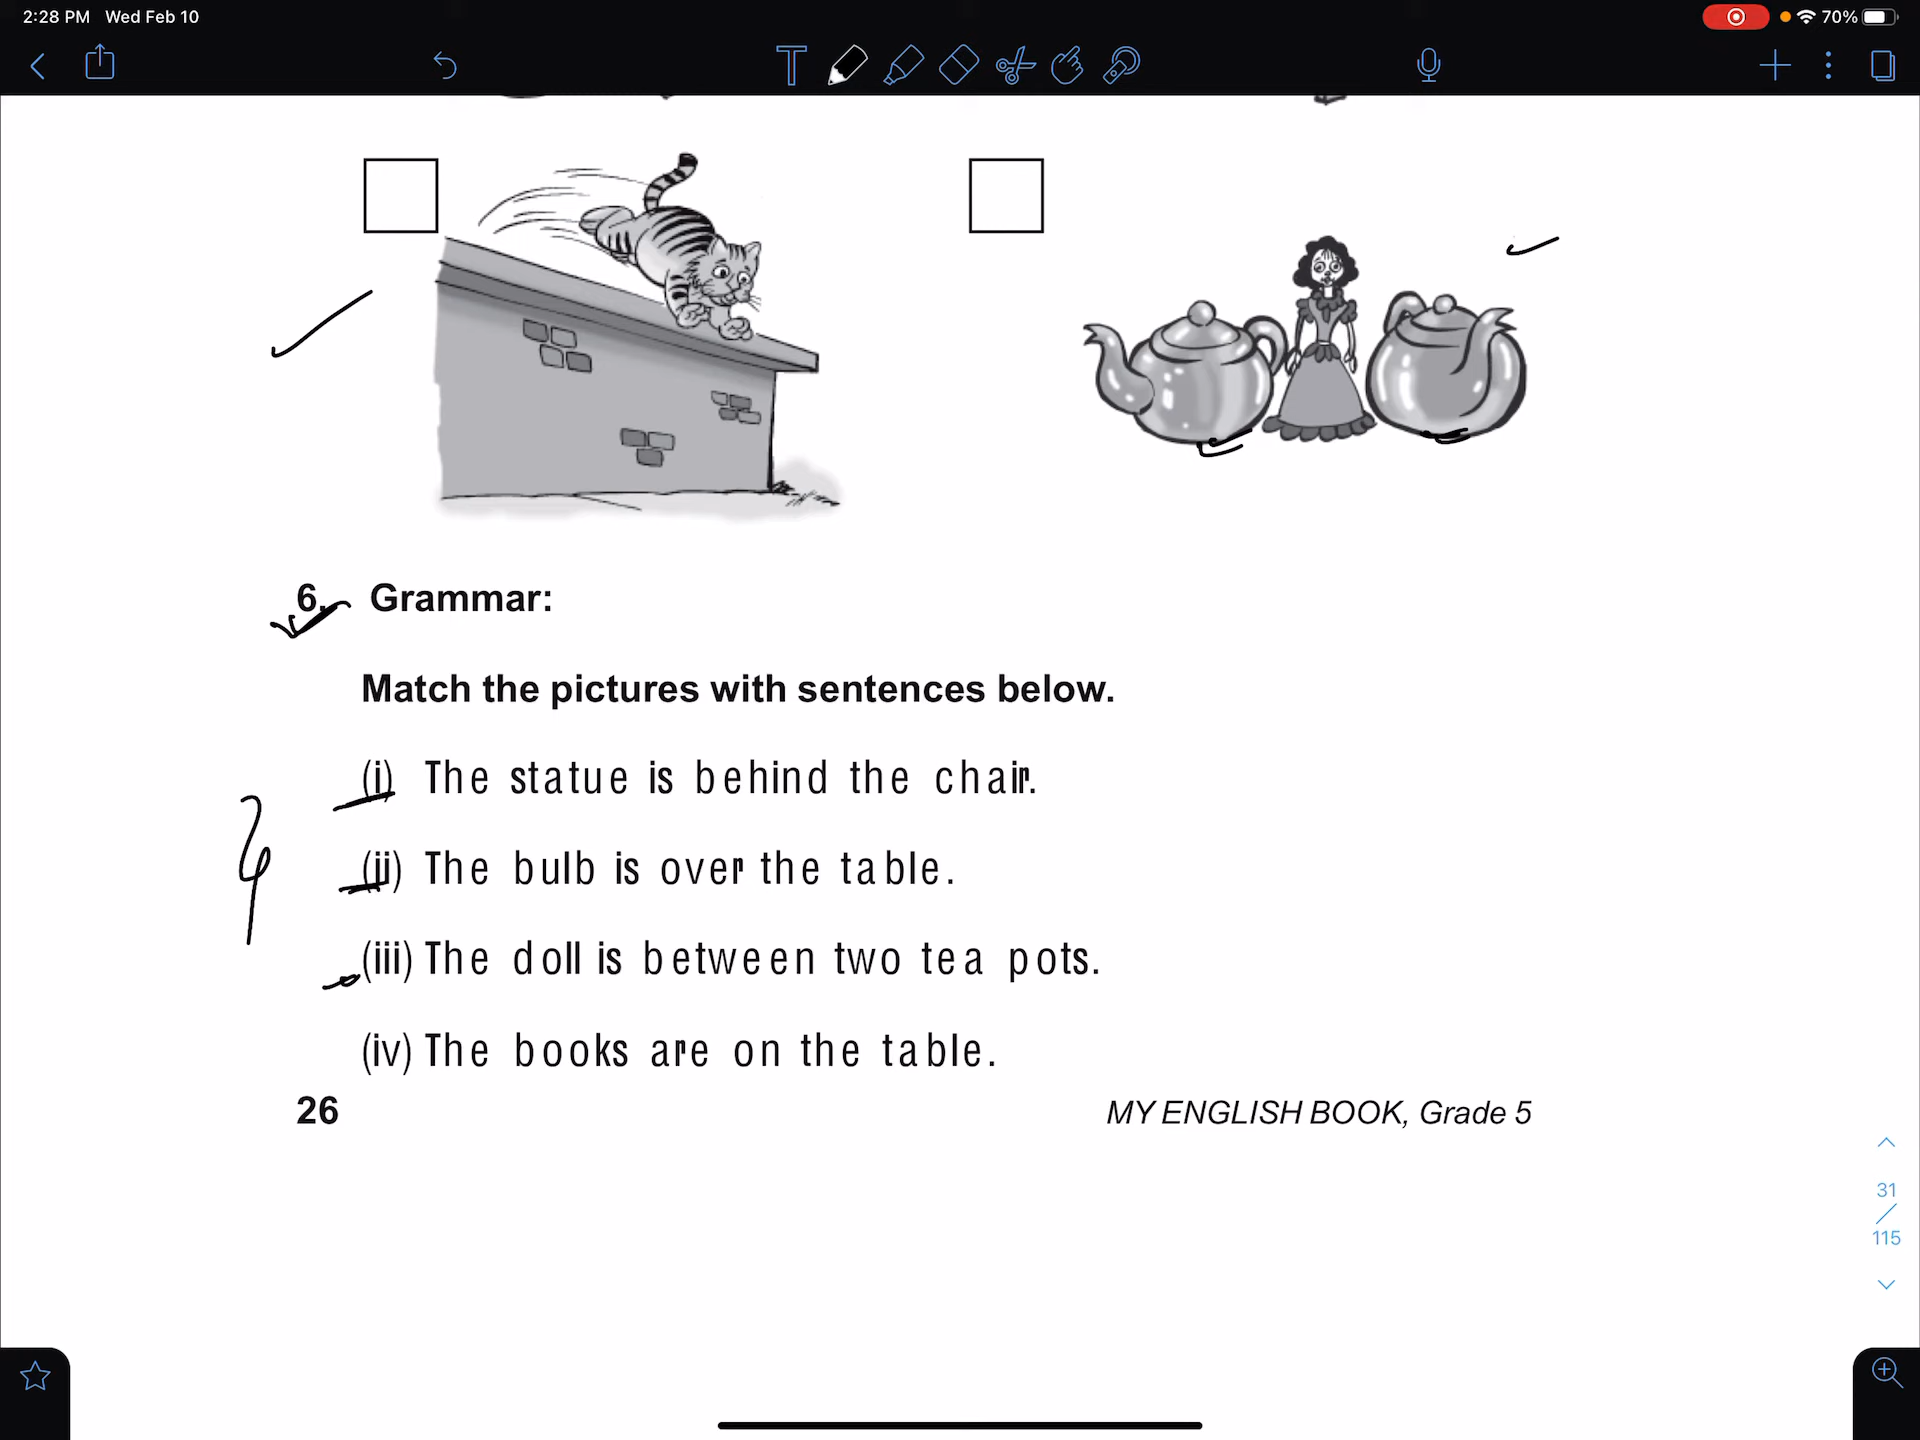 2:28 PM Wed Feb 10
70%
6. Grammar:
Match the pictures with sentences below.
(i) The statue is behind the chair.
(ii) The bulb is over the table.
(iii) The doll is between two tea pots.
(iv) The books are on the table.
26
MY ENGLISH BOOK, Grade 5
31
/
115